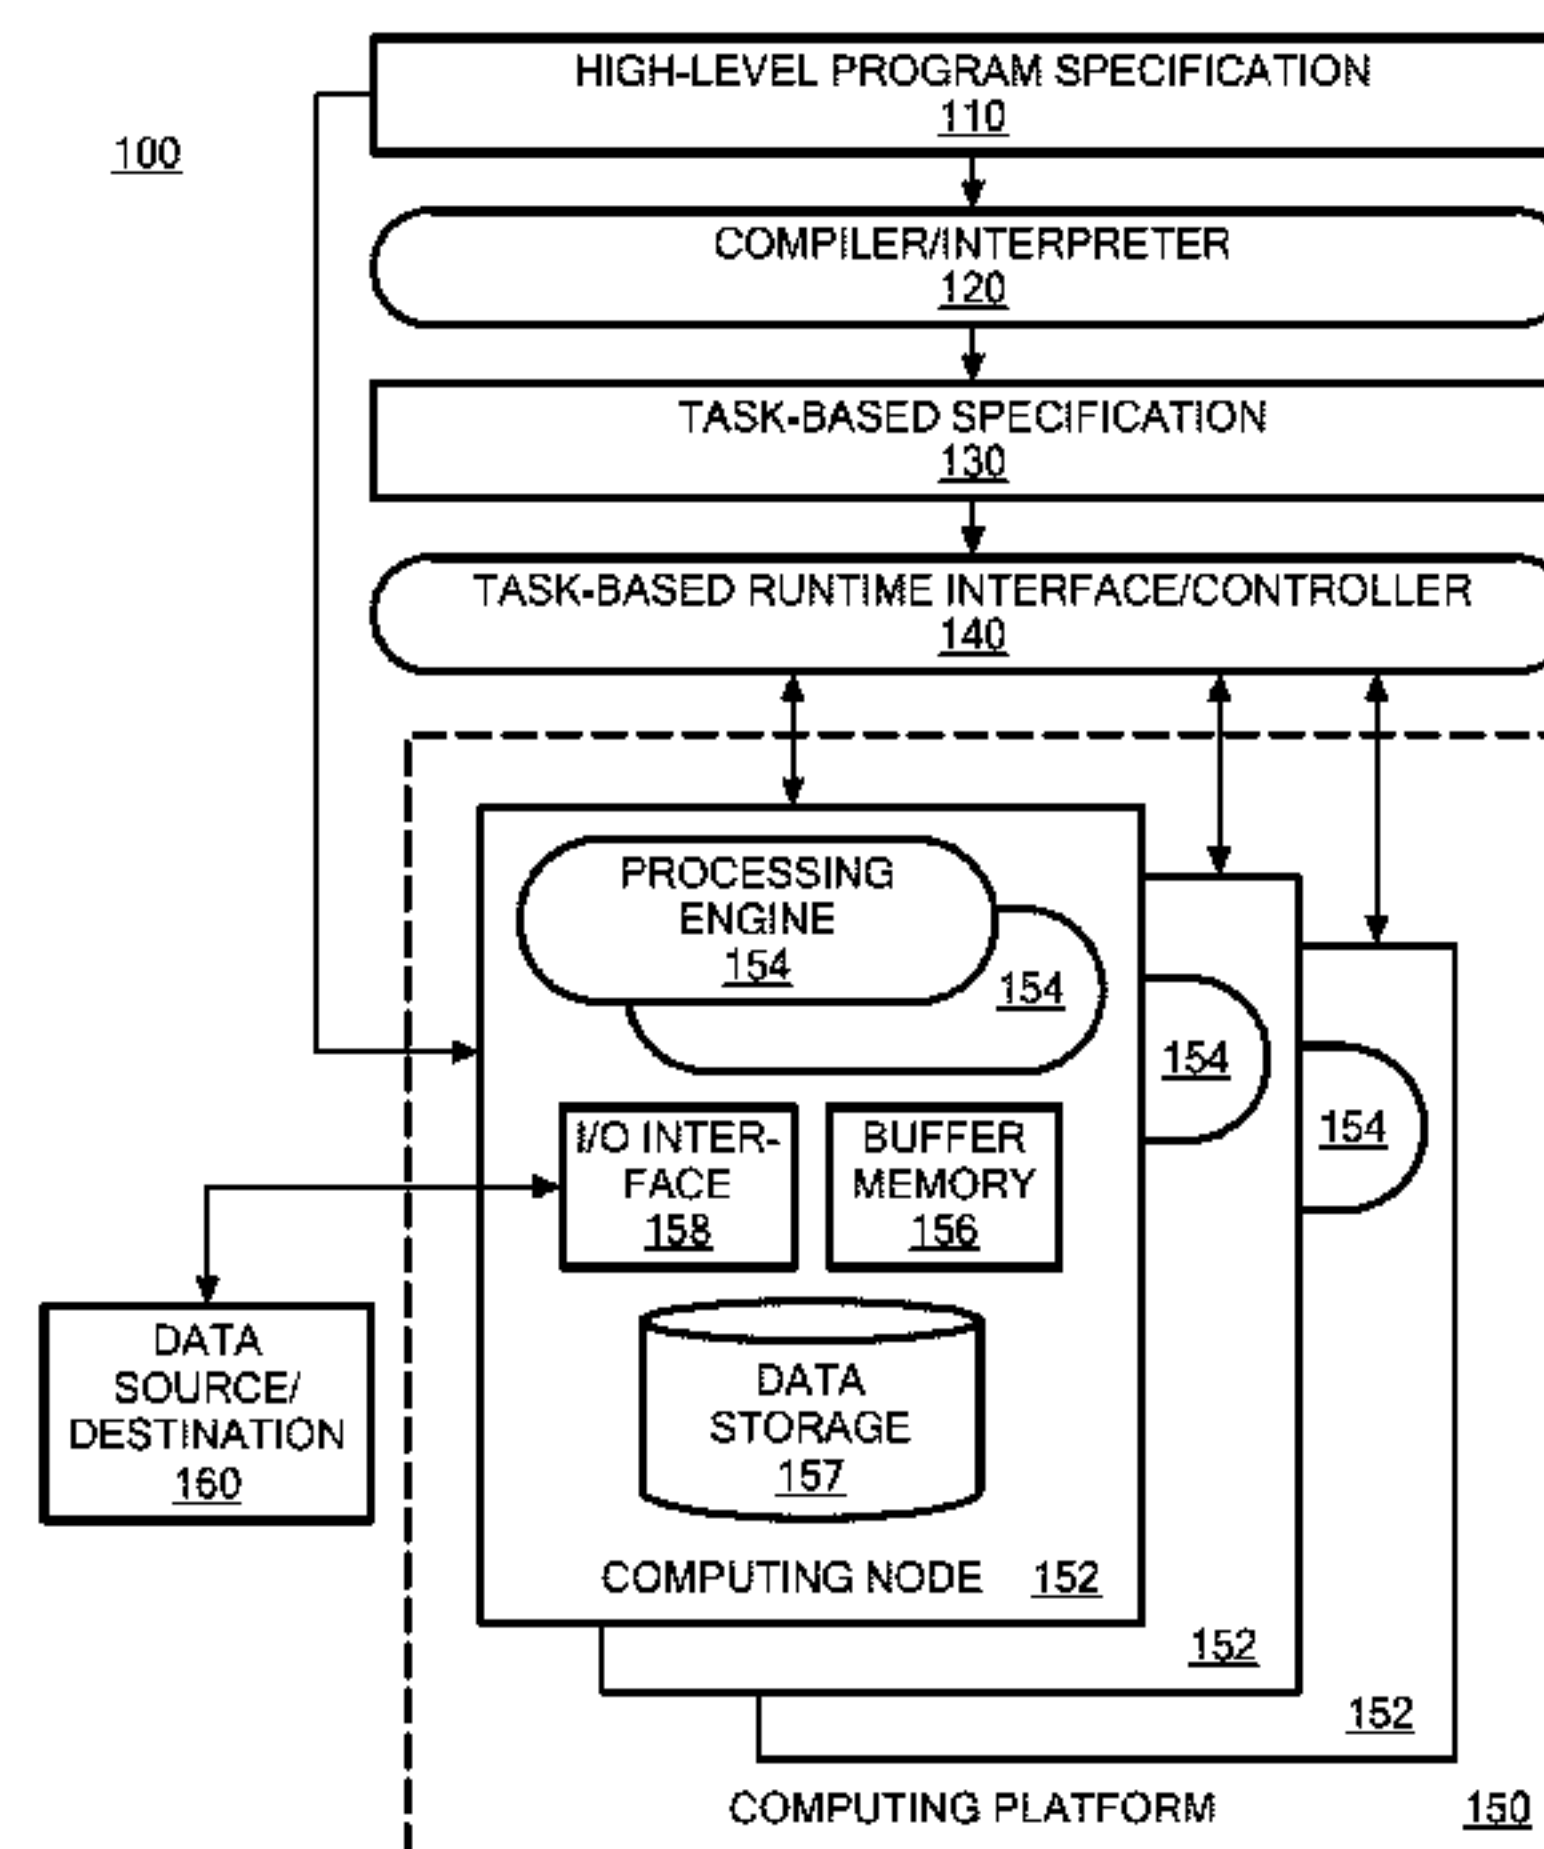 HIGH-LEVEL PROGRAM SPECIFICATION
110
100
COMPILER/INTERPRETER
120
TASK-BASED SPECIFICATION
130
TASK-BASED RUNTIME INTERFACE/CONTROLLER
140
PROCESSING
ENGINE
154
154
154
154
I/O INTER-
FACE
158
BUFFER
MEMORY
156
DATA
SOURCE/
DESTINATION
160
DATA
STORAGE
157
COMPUTING NODE 152
152
152
COMPUTING PLATFORM 150